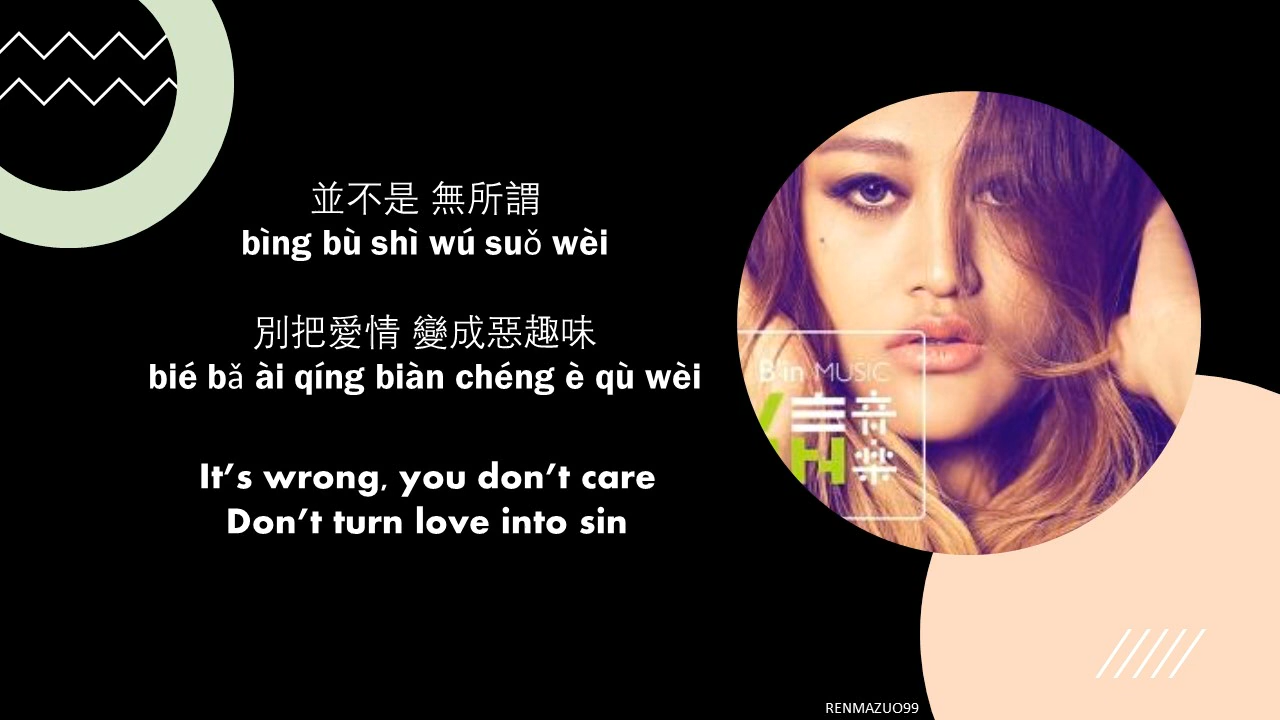 並不是 無所謂
bìng bù shì wú suǒ wèi
別把愛情 變成惡趣味
bié bǎ ài qíng biàn chéng è qù wèi
It’s wrong, you don’t care
Don’t turn love into sin
B in MUSIC
音
樂
RENMAZUO99